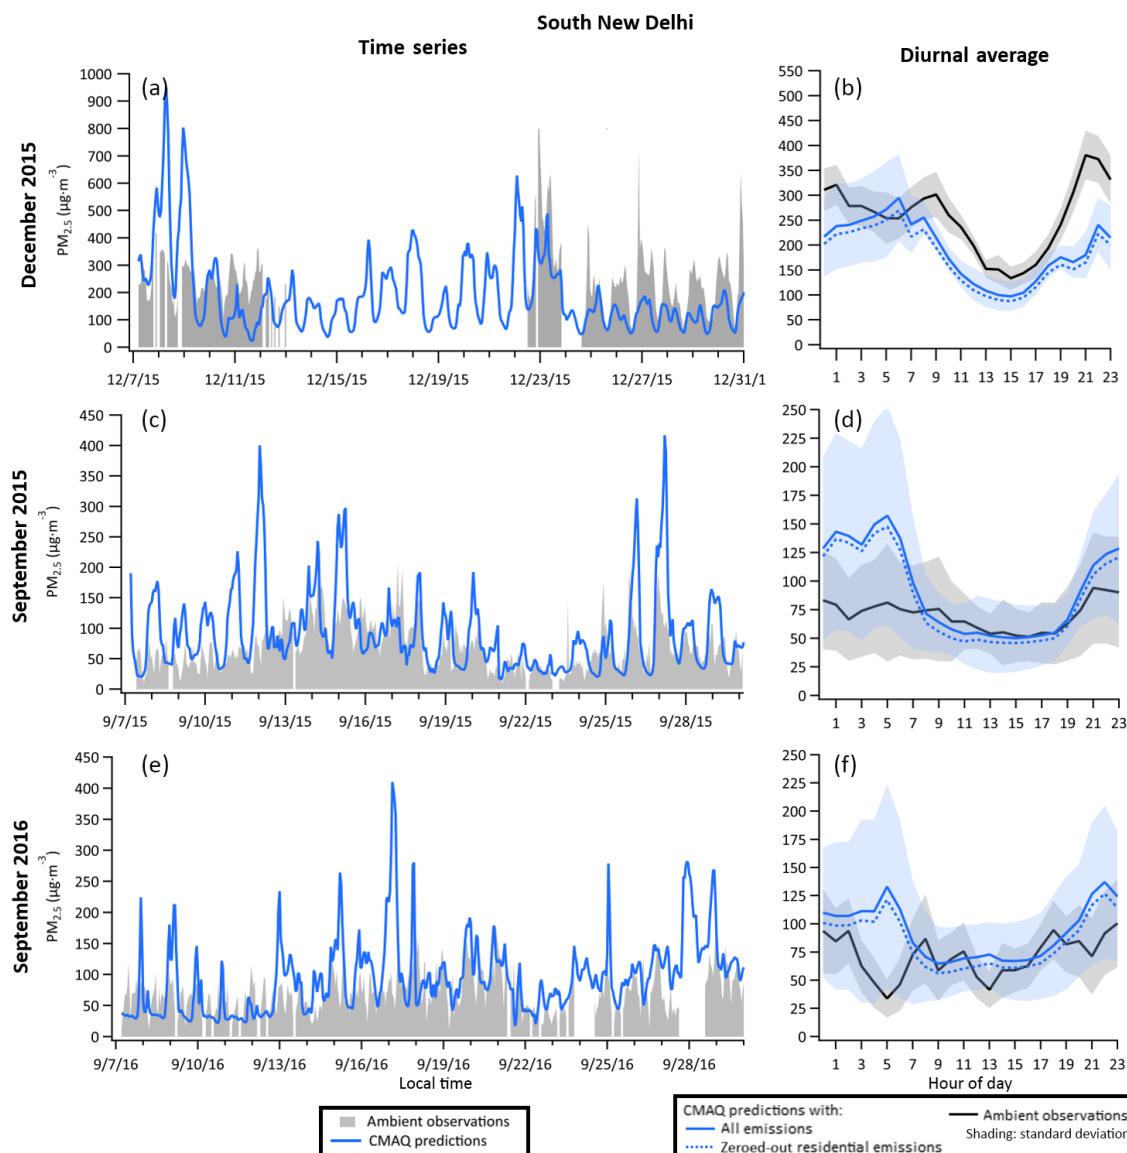 South New Delhi
Time series
Diurnal average
December 2015
PM2.5 (µg·m-3)
(a)
1000
900
800
700
600
500
400
300
200
100
0
12/7/15 12/11/15 12/15/15 12/19/15 12/23/15 12/27/15 12/31/1
(b)
550
500
450
400
350
300
250
200
150
100
50
0
1 3 5 7 9 11 13 15 17 19 21 23
September 2015
PM2.5 (µg·m-3)
(c)
450
400
350
300
250
200
150
100
50
0
9/7/15 9/10/15 9/13/15 9/16/15 9/19/15 9/22/15 9/25/15 9/28/15
(d)
250
225
200
175
150
125
100
75
50
25
0
1 3 5 7 9 11 13 15 17 19 21 23
September 2016
PM2.5 (µg·m-3)
(e)
450
400
350
300
250
200
150
100
50
0
9/7/16 9/10/16 9/13/16 9/16/16 9/19/16 9/22/16 9/25/16 9/28/16
Local time
(f)
250
225
200
175
150
125
100
75
50
25
0
1 3 5 7 9 11 13 15 17 19 21 23
Hour of day
Ambient observations
CMAQ predictions
CMAQ predictions with:
All emissions
Zeroed-out residential emissions
Ambient observations
Shading: standard deviation